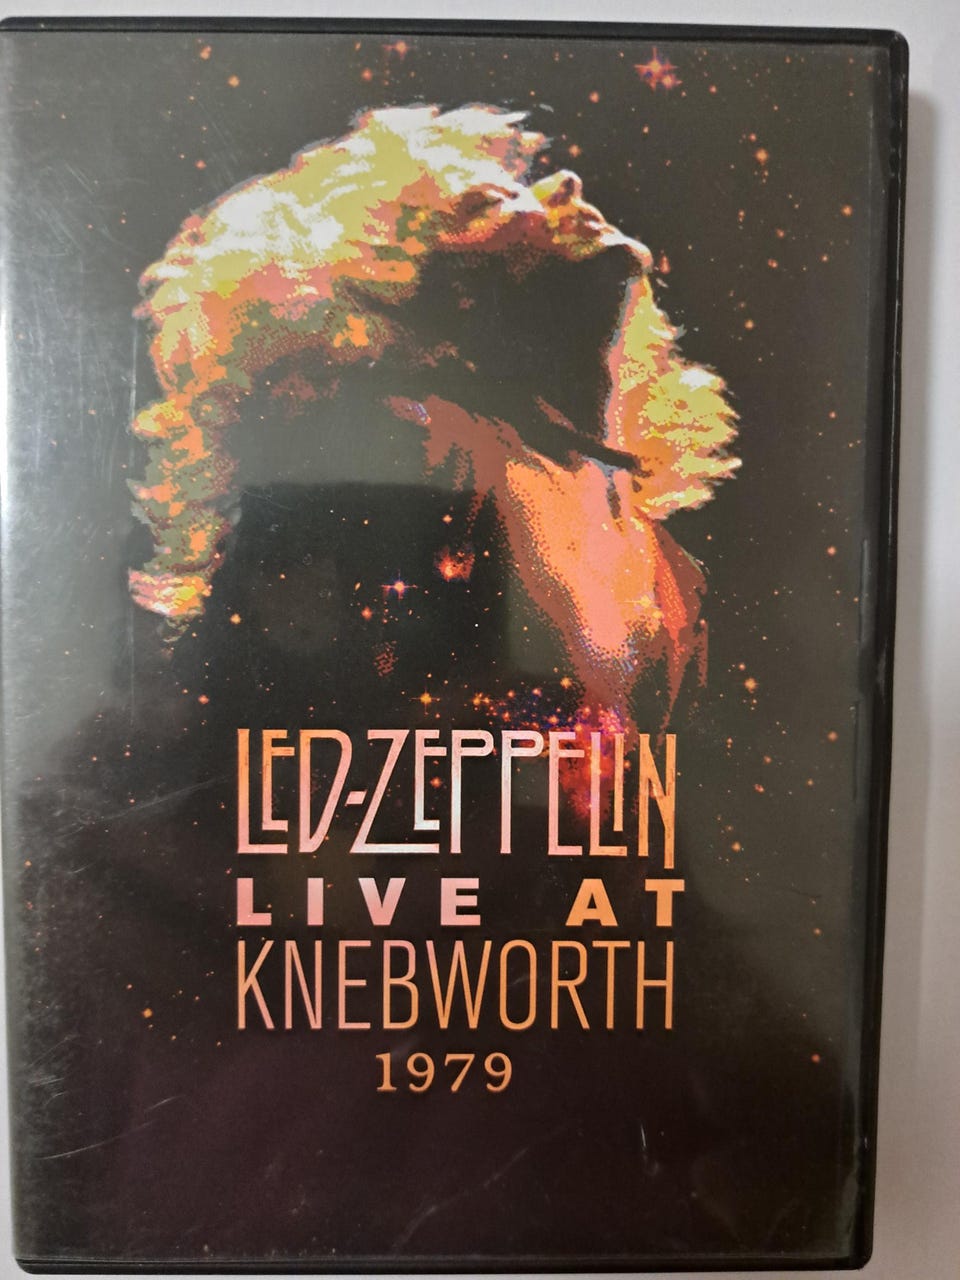 LED-ZEPPELIN
LIVE AT
KNEBWORTH
1979